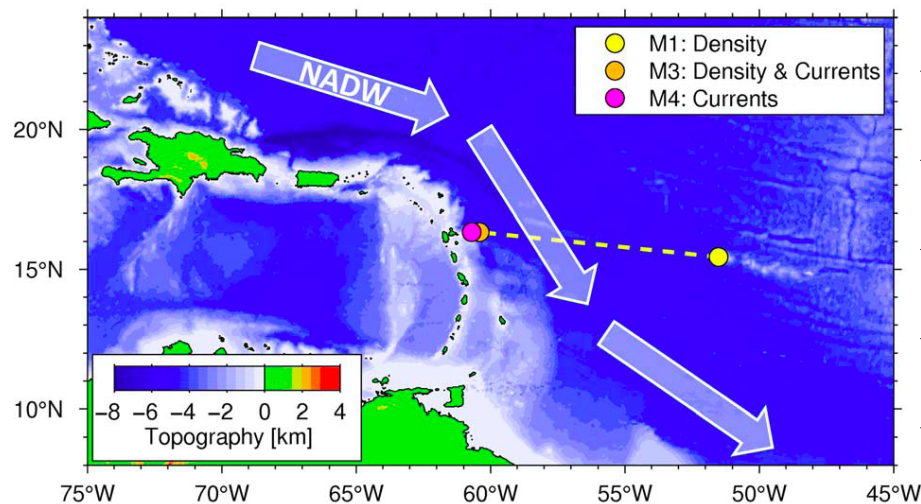 M1: Density
M3: Density & Currents
M4: Currents
NADW
20°N
15°N
10°N
−8 −6 −4 −2 0 2 4
Topography [km]
75°W 70°W 65°W 60°W 55°W 50°W 45°W